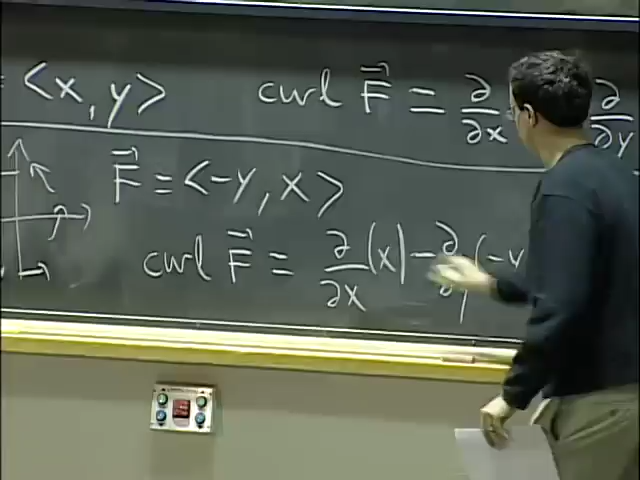 = <x, y> curl F = ∂/∂x ∂/∂y
F = <-y, x>
curl F = ∂/∂x (x) - ∂/∂y (-y